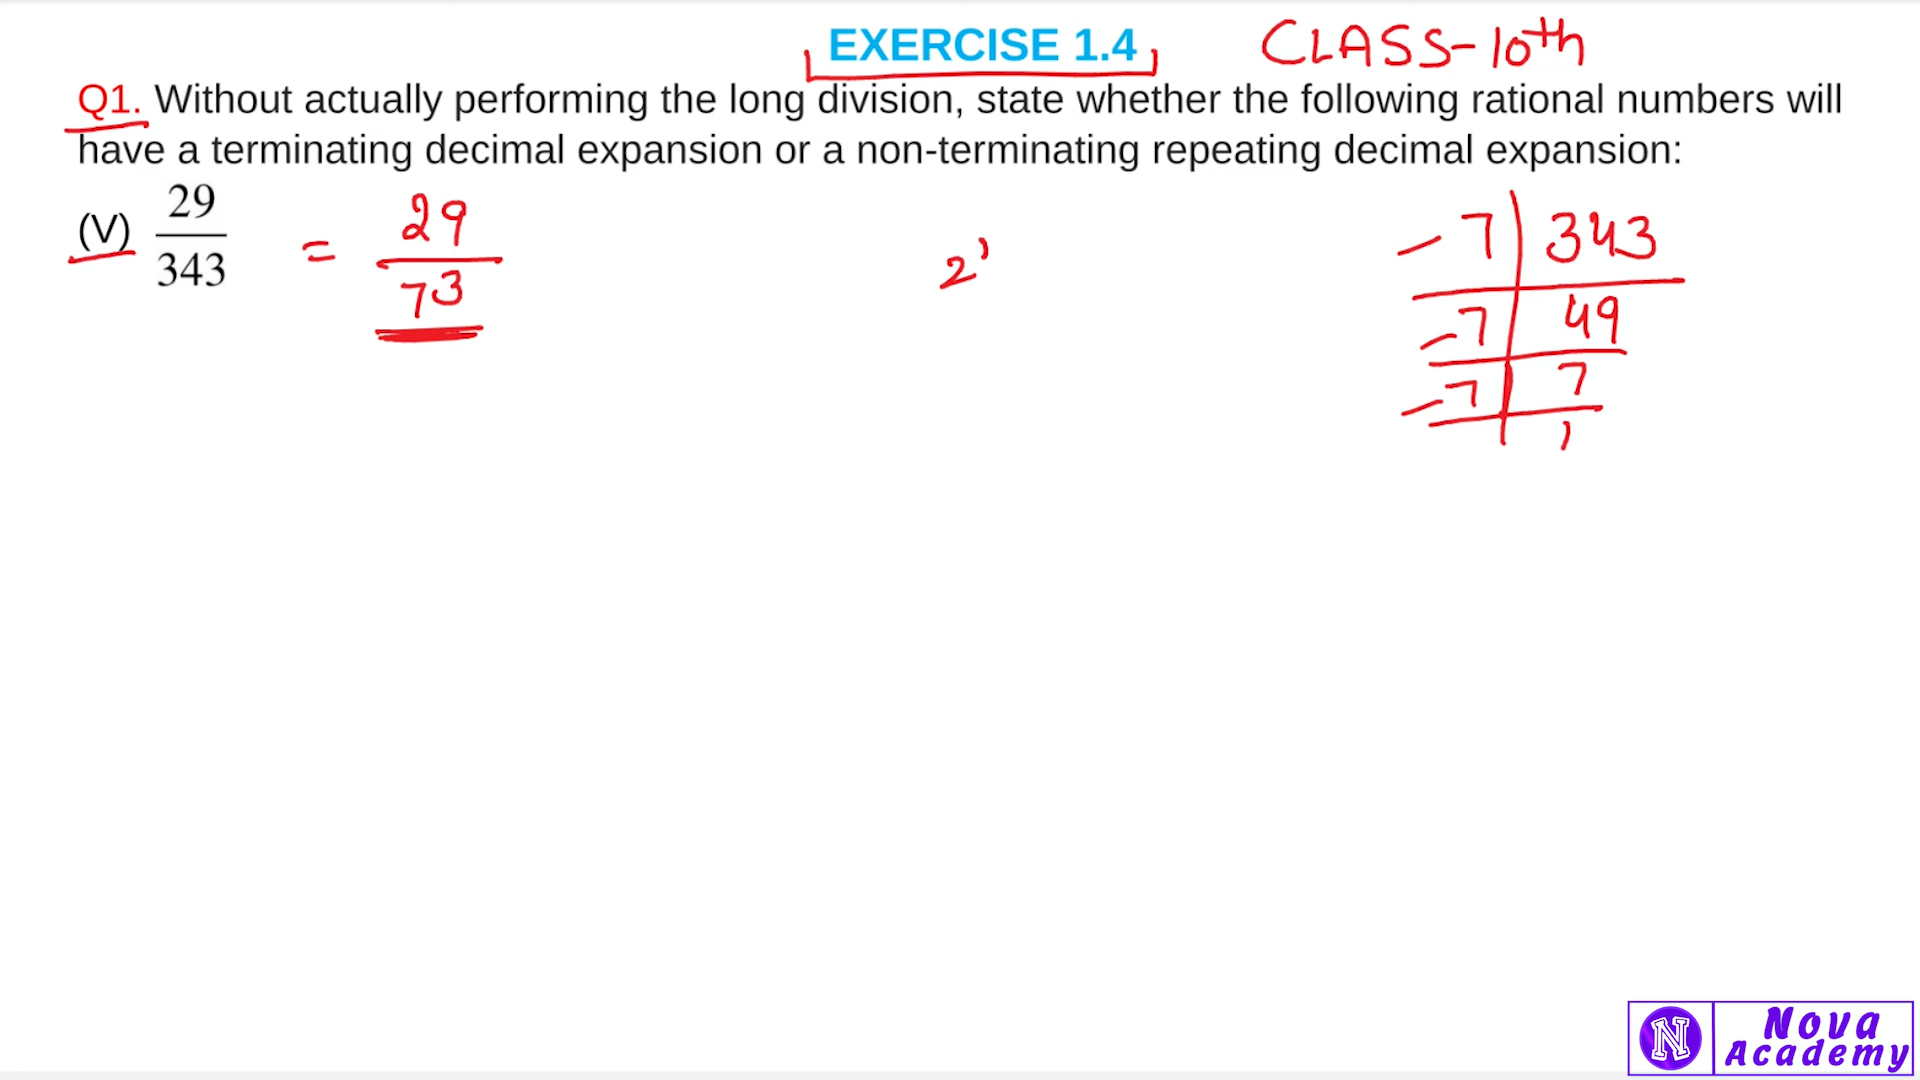 EXERCISE 1.4 CLASS-10th
Q1. Without actually performing the long division, state whether the following rational numbers will
have a terminating decimal expansion or a non-terminating repeating decimal expansion:
(V) 29/343 = 29/7³
7 | 343
7 | 49
7 | 7
1
N Nova
Academy